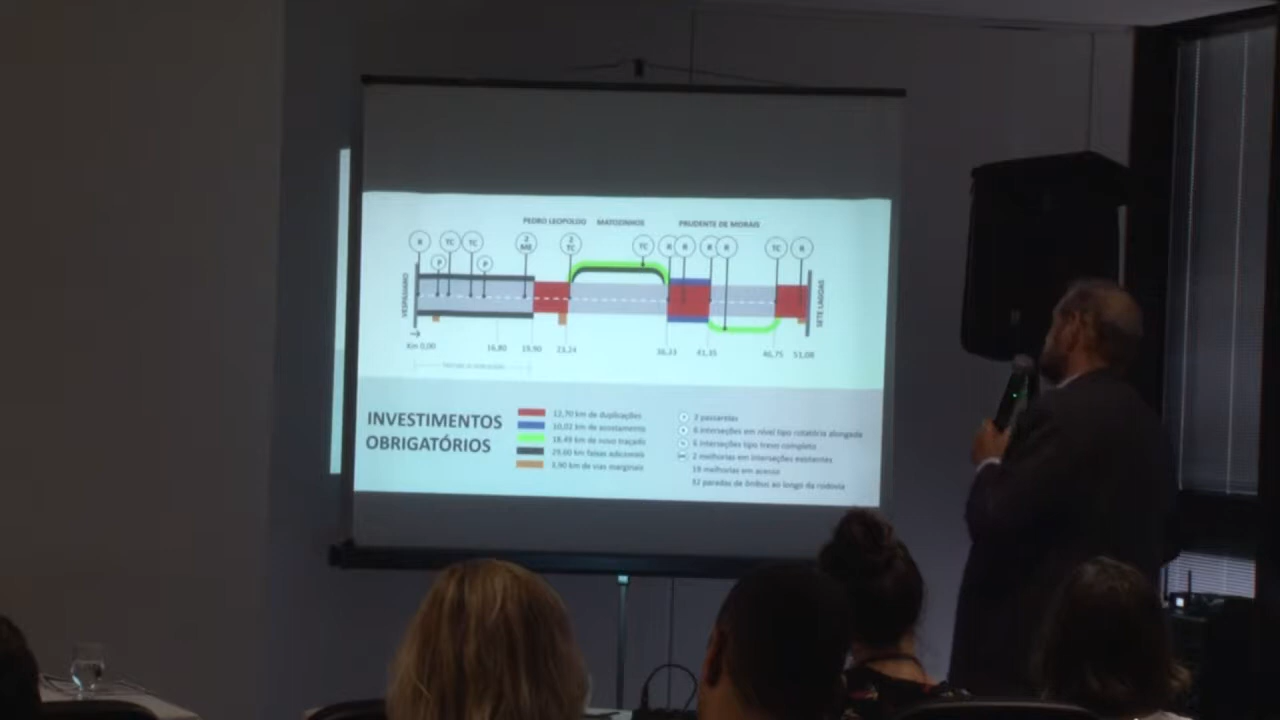 PEDRO LEOPOLDO MATOZINHOS PRUDENTE DE MORAIS
R TC TC 2 ME 2 TC TC R R R R TC R
P P
VESPASIANO
SETE LAGOAS
Km 0,00 16,80 19,90 23,24 36,33 41,15 46,75 51,08
INVESTIMENTOS
OBRIGATÓRIOS
12,70 km de duplicações
10,02 km de acostamento
18,49 km de novo traçado
29,60 km faixas adicionais
3,90 km de vias marginais
2 passarelas
6 interseções em nível tipo rotatória alongada
6 interseções tipo trevo completo
2 melhorias em interseções existentes
19 melhorias em acesso
32 paradas de ônibus ao longo da rodovia